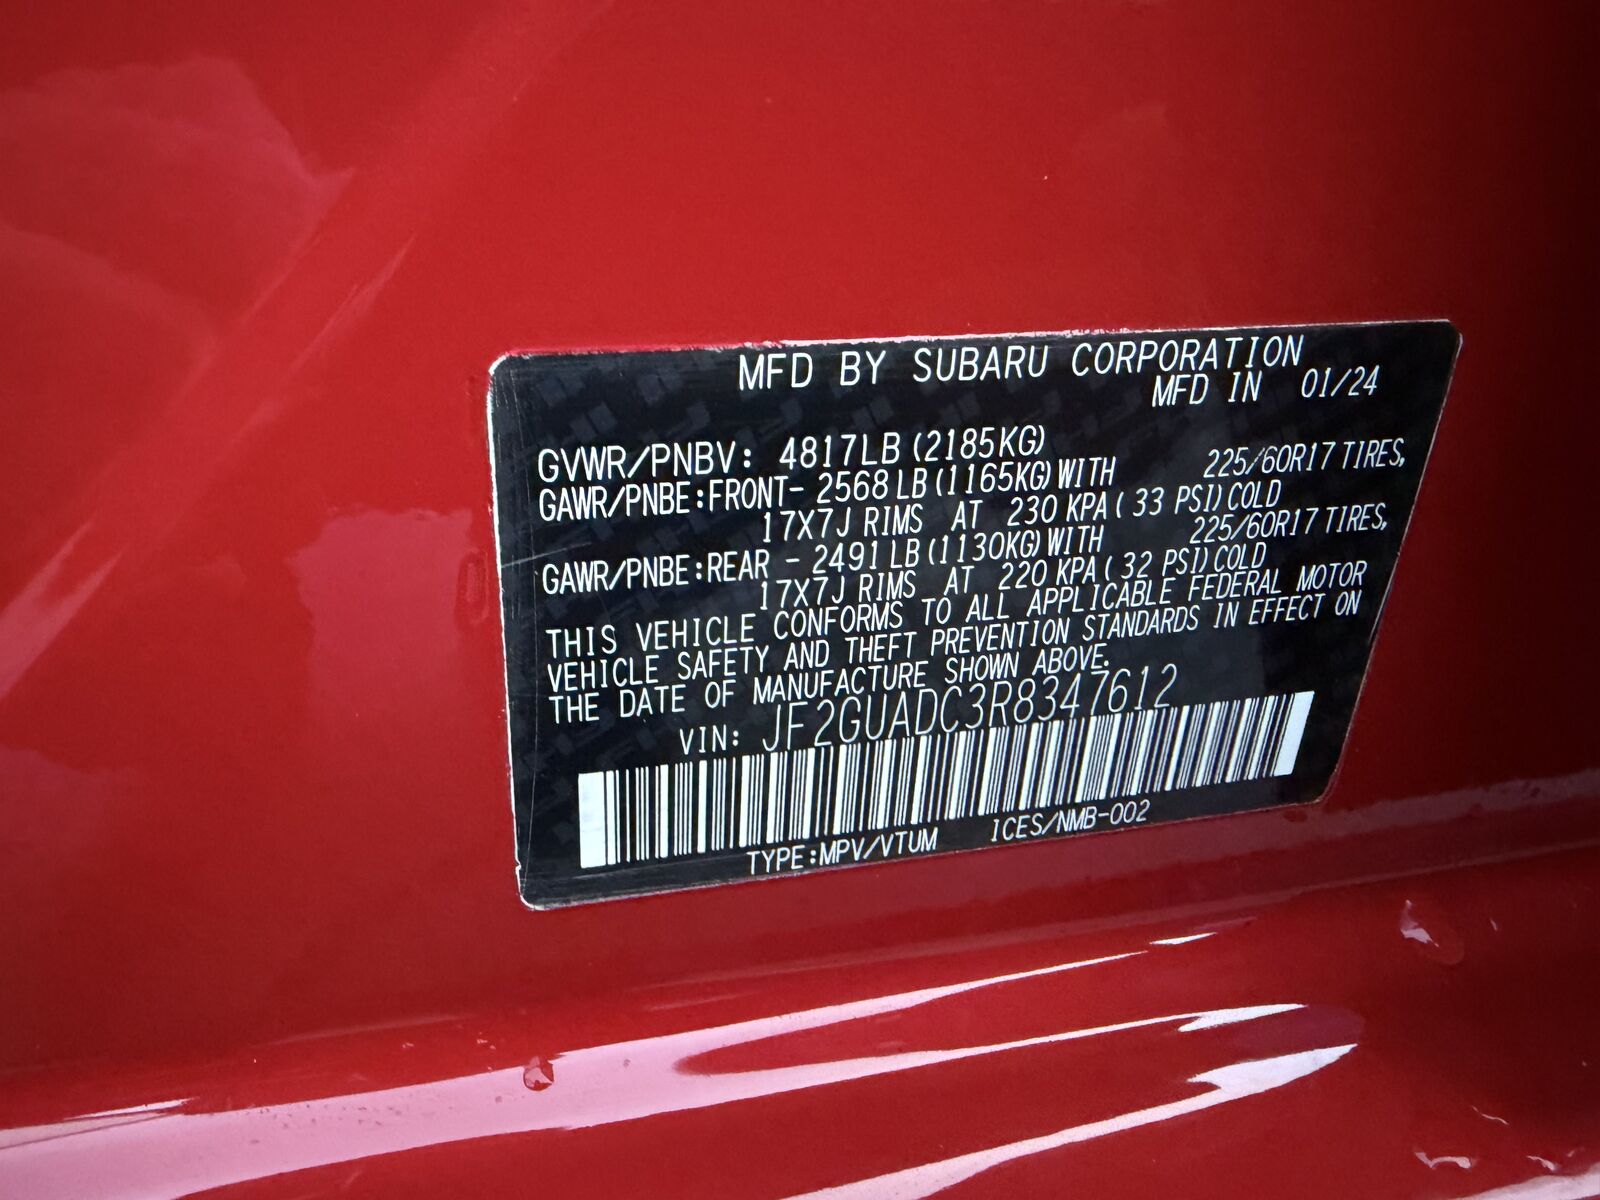 MFD BY SUBARU CORPORATION
MFD IN 01/24
GVWR/PNBV: 4817LB (2185KG)
GAWR/PNBE:FRONT- 2568 LB (1165KG) WITH 225/60R17 TIRES,
17X7J RIMS AT 230 KPA ( 33 PSI) COLD
GAWR/PNBE:REAR - 2491 LB (1130KG) WITH 225/60R17 TIRES,
17X7J RIMS AT 220 KPA ( 32 PSI) COLD
THIS VEHICLE CONFORMS TO ALL APPLICABLE FEDERAL MOTOR
VEHICLE SAFETY AND THEFT PREVENTION STANDARDS IN EFFECT ON
THE DATE OF MANUFACTURE SHOWN ABOVE.
VIN: JF2GUADC3R8347612
TYPE:MPV/VTUM ICES/NMB-002